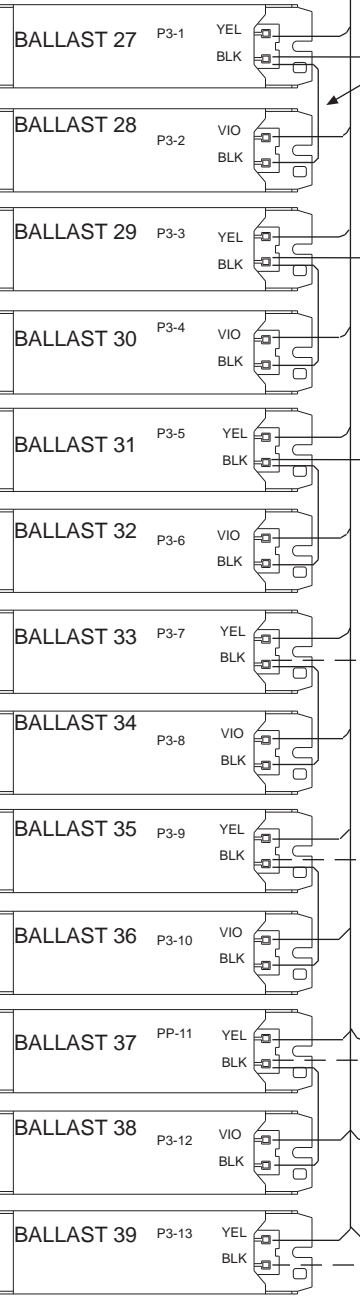 BALLAST 27 P3-1 YEL
BLK
BALLAST 28 P3-2 VIO
BLK
BALLAST 29 P3-3 YEL
BLK
BALLAST 30 P3-4 VIO
BLK
BALLAST 31 P3-5 YEL
BLK
BALLAST 32 P3-6 VIO
BLK
BALLAST 33 P3-7 YEL
BLK
BALLAST 34 P3-8 VIO
BLK
BALLAST 35 P3-9 YEL
BLK
BALLAST 36 P3-10 VIO
BLK
BALLAST 37 PP-11 YEL
BLK
BALLAST 38 P3-12 VIO
BLK
BALLAST 39 P3-13 YEL
BLK